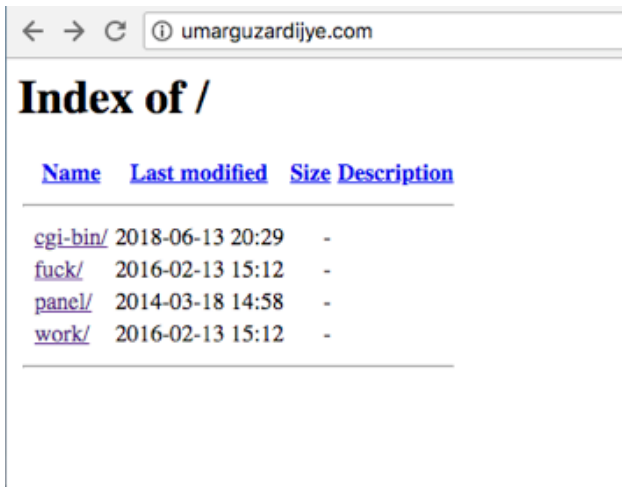 umarguzardijye.com
Index of /
Name Last modified Size Description
cgi-bin/ 2018-06-13 20:29 -
fuck/ 2016-02-13 15:12 -
panel/ 2014-03-18 14:58 -
work/ 2016-02-13 15:12 -